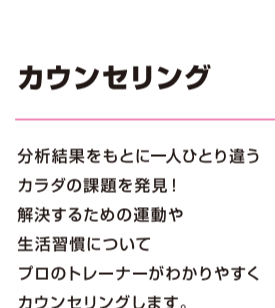 カウンセリング
分析結果をもとに一人ひとり違う
カラダの課題を発見！
解決するための運動や
生活習慣について
プロのトレーナーがわかりやすく
カウンセリングします。